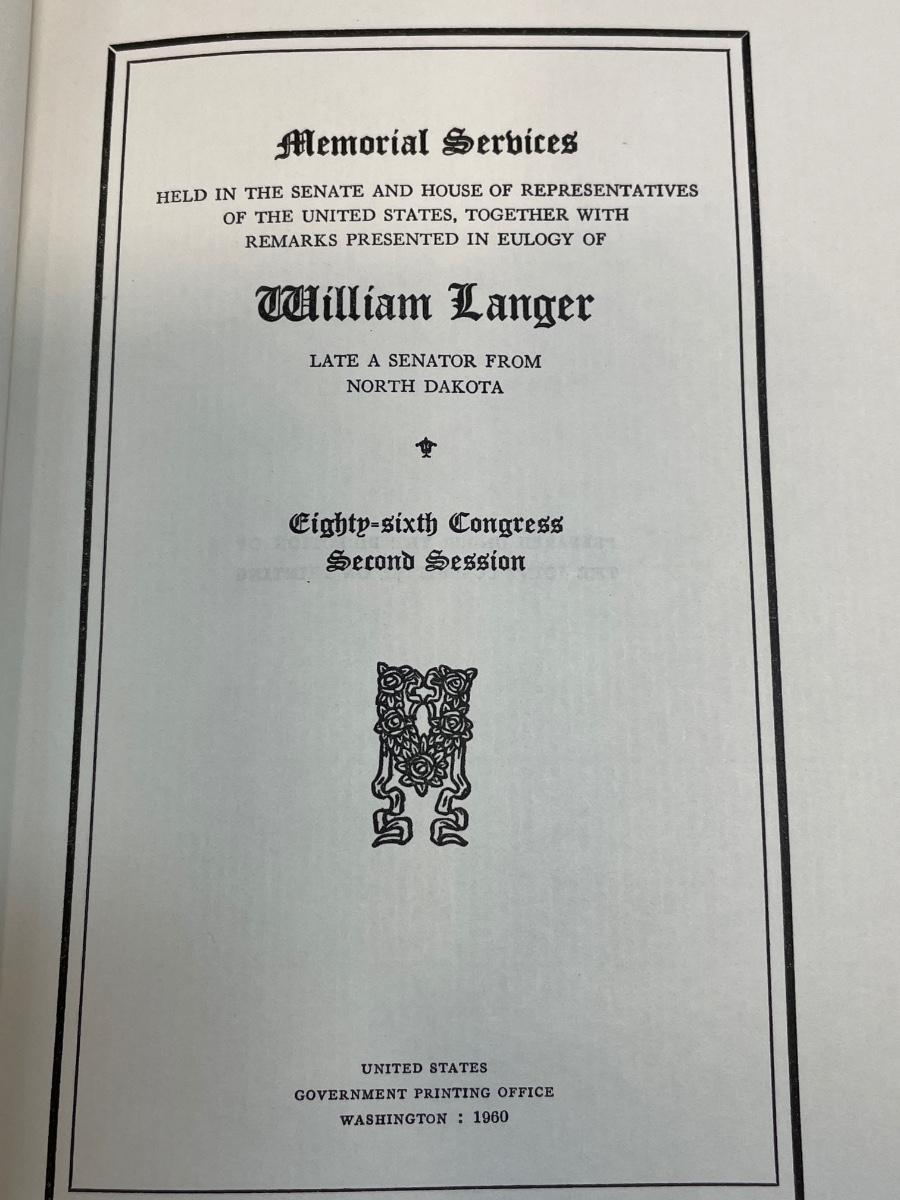 Memorial Services
HELD IN THE SENATE AND HOUSE OF REPRESENTATIVES
OF THE UNITED STATES, TOGETHER WITH
REMARKS PRESENTED IN EULOGY OF
William Langer
LATE A SENATOR FROM
NORTH DAKOTA
Eighty-sixth Congress
Second Session
UNITED STATES
GOVERNMENT PRINTING OFFICE
WASHINGTON : 1960